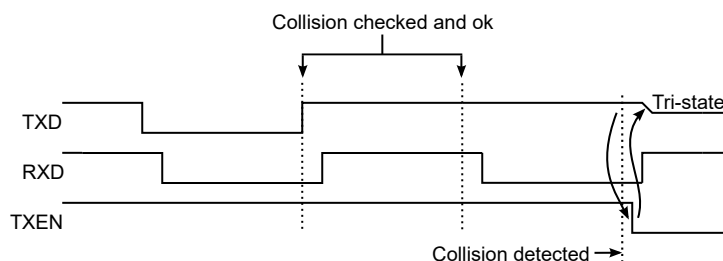 Collision checked and ok
Tri-state
TXD
RXD
TXEN
Collision detected